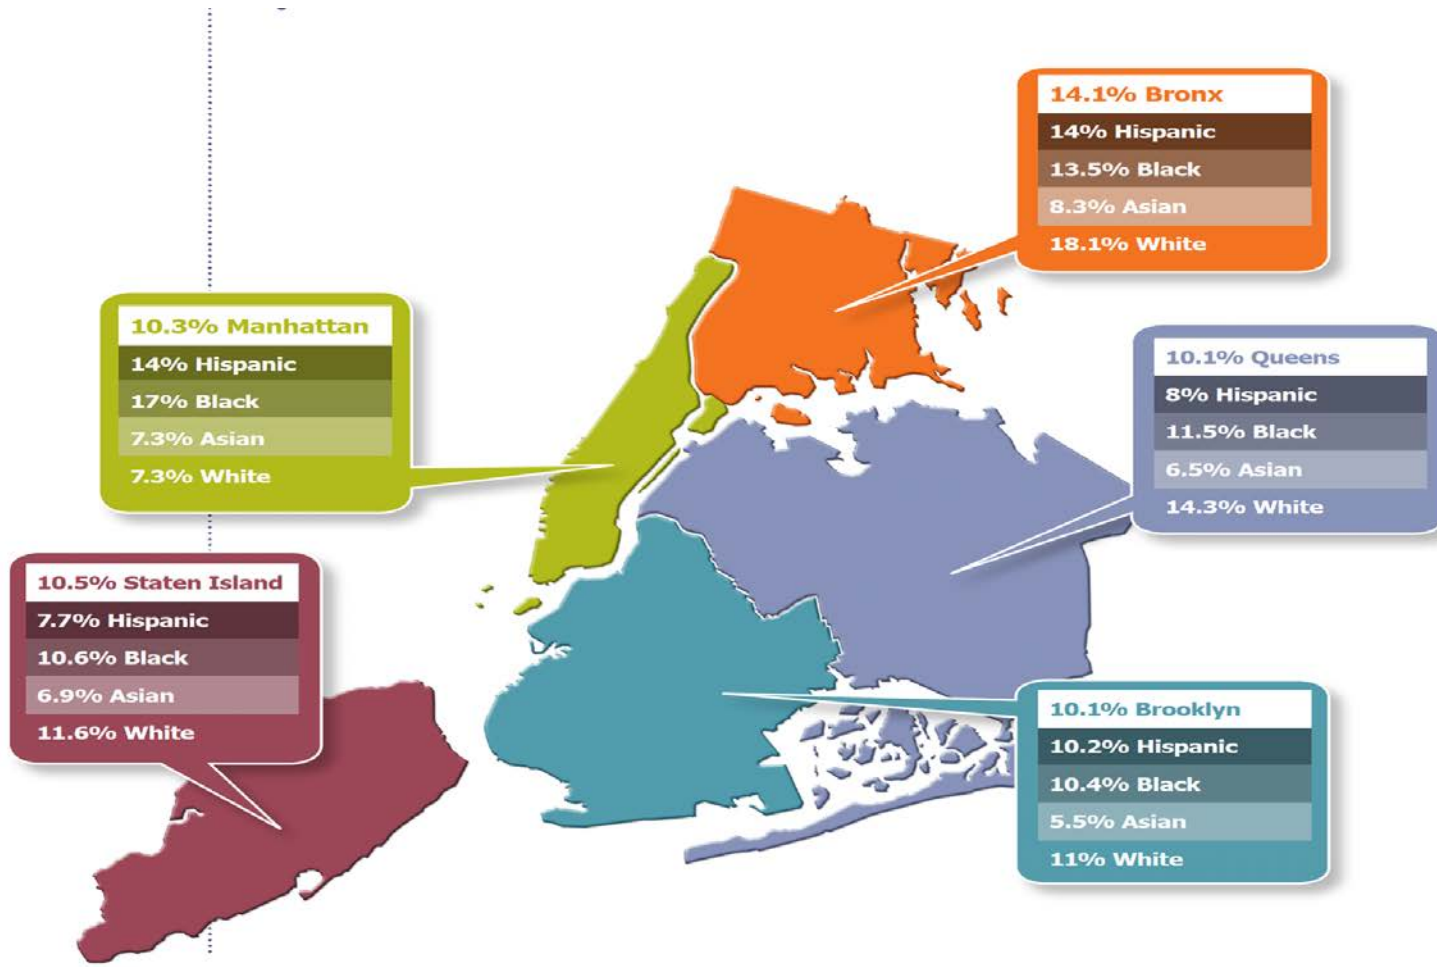 14.1% Bronx
14% Hispanic
13.5% Black
8.3% Asian
18.1% White
10.3% Manhattan
14% Hispanic
17% Black
7.3% Asian
7.3% White
10.1% Queens
8% Hispanic
11.5% Black
6.5% Asian
14.3% White
10.5% Staten Island
7.7% Hispanic
10.6% Black
6.9% Asian
11.6% White
10.1% Brooklyn
10.2% Hispanic
10.4% Black
5.5% Asian
11% White